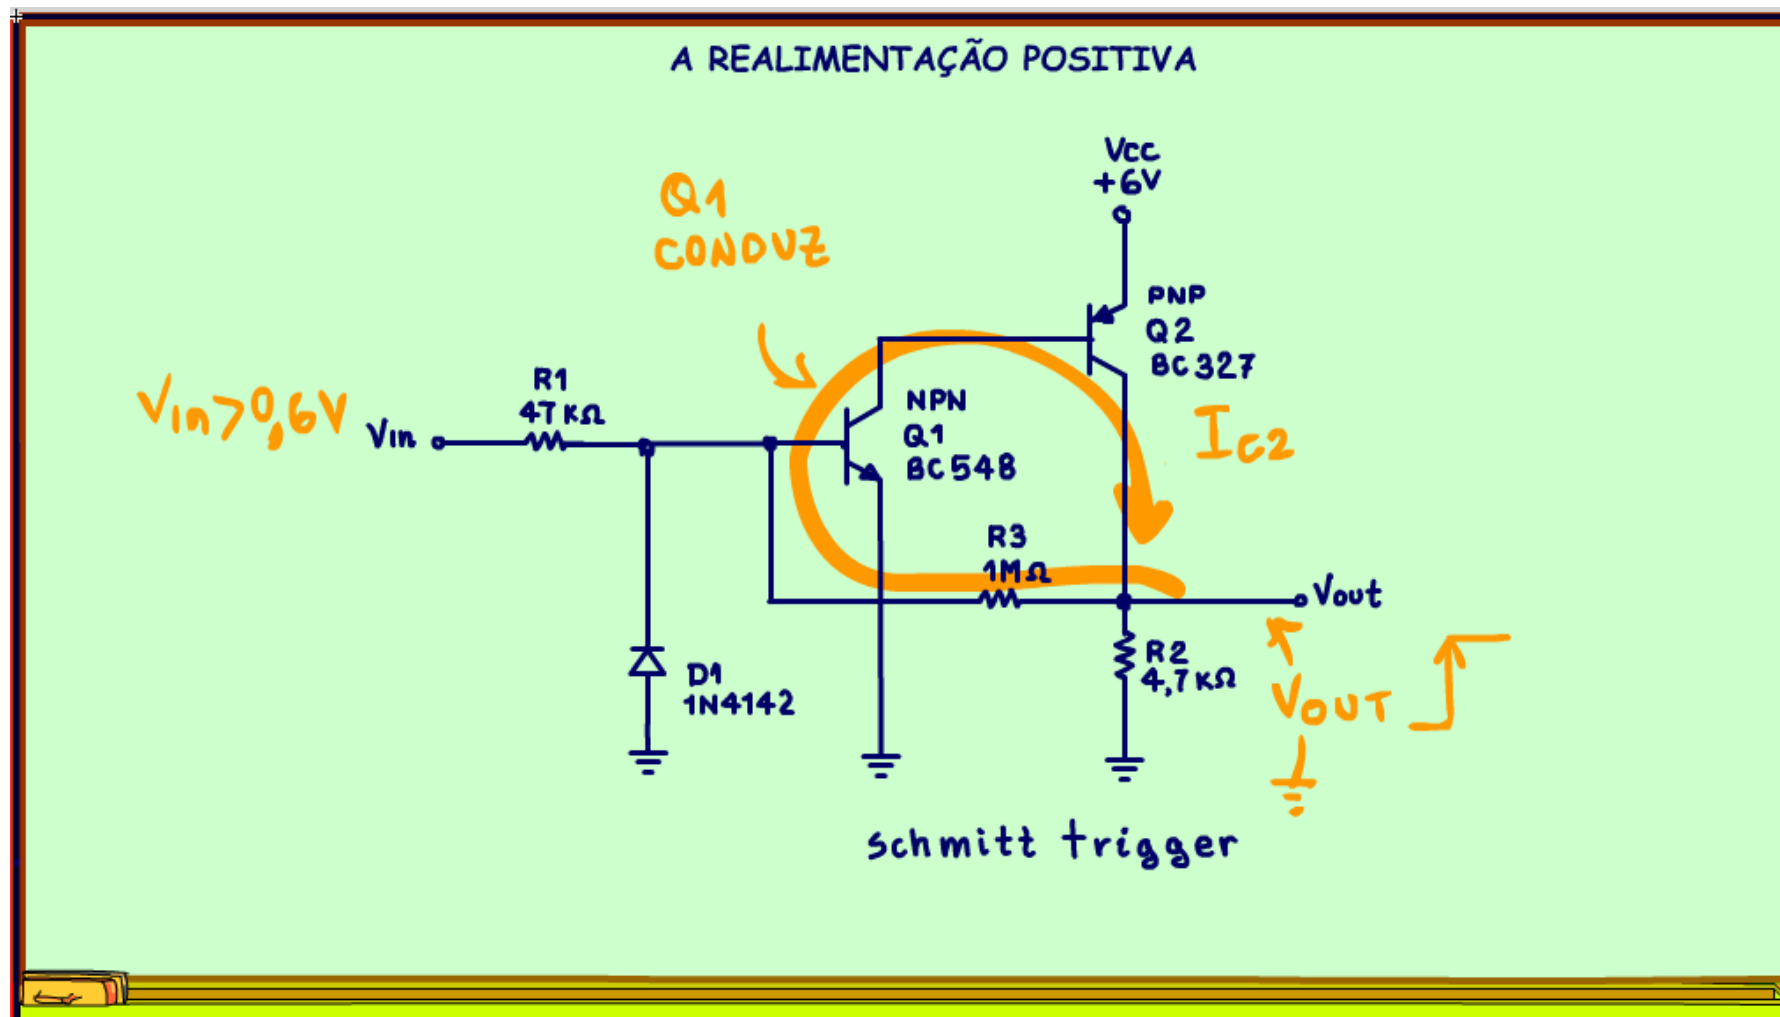 A REALIMENTAÇÃO POSITIVA
Vcc
+6V
Q1
CONDUZ
PNP
Q2
BC327
R1
47KΩ
Vin>0,6V
Vin
NPN
Q1
BC548
IC2
R3
1MΩ
Vout
R2
4,7KΩ
D1
1N4142
VOUT
schmitt trigger